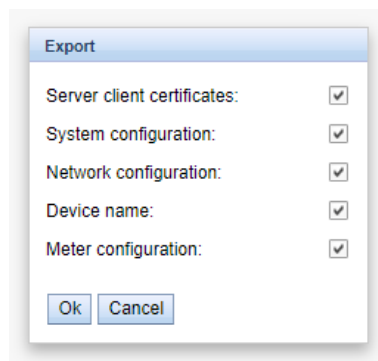 Export
Server client certificates:
System configuration:
Network configuration:
Device name:
Meter configuration:
Ok Cancel